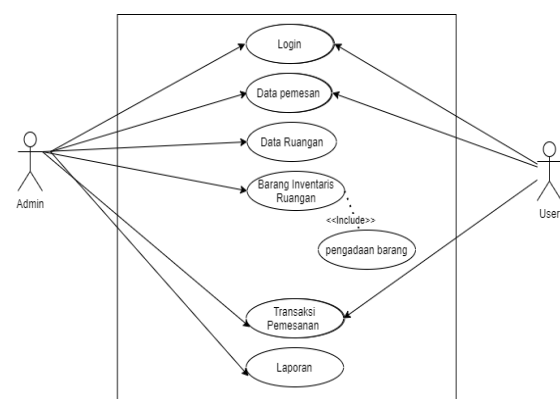 Login
Data pemesan
Data Ruangan
Barang Inventaris
Ruangan
<<Include>>
pengadaan barang
Transaksi
Pemesanan
Laporan
Admin
User